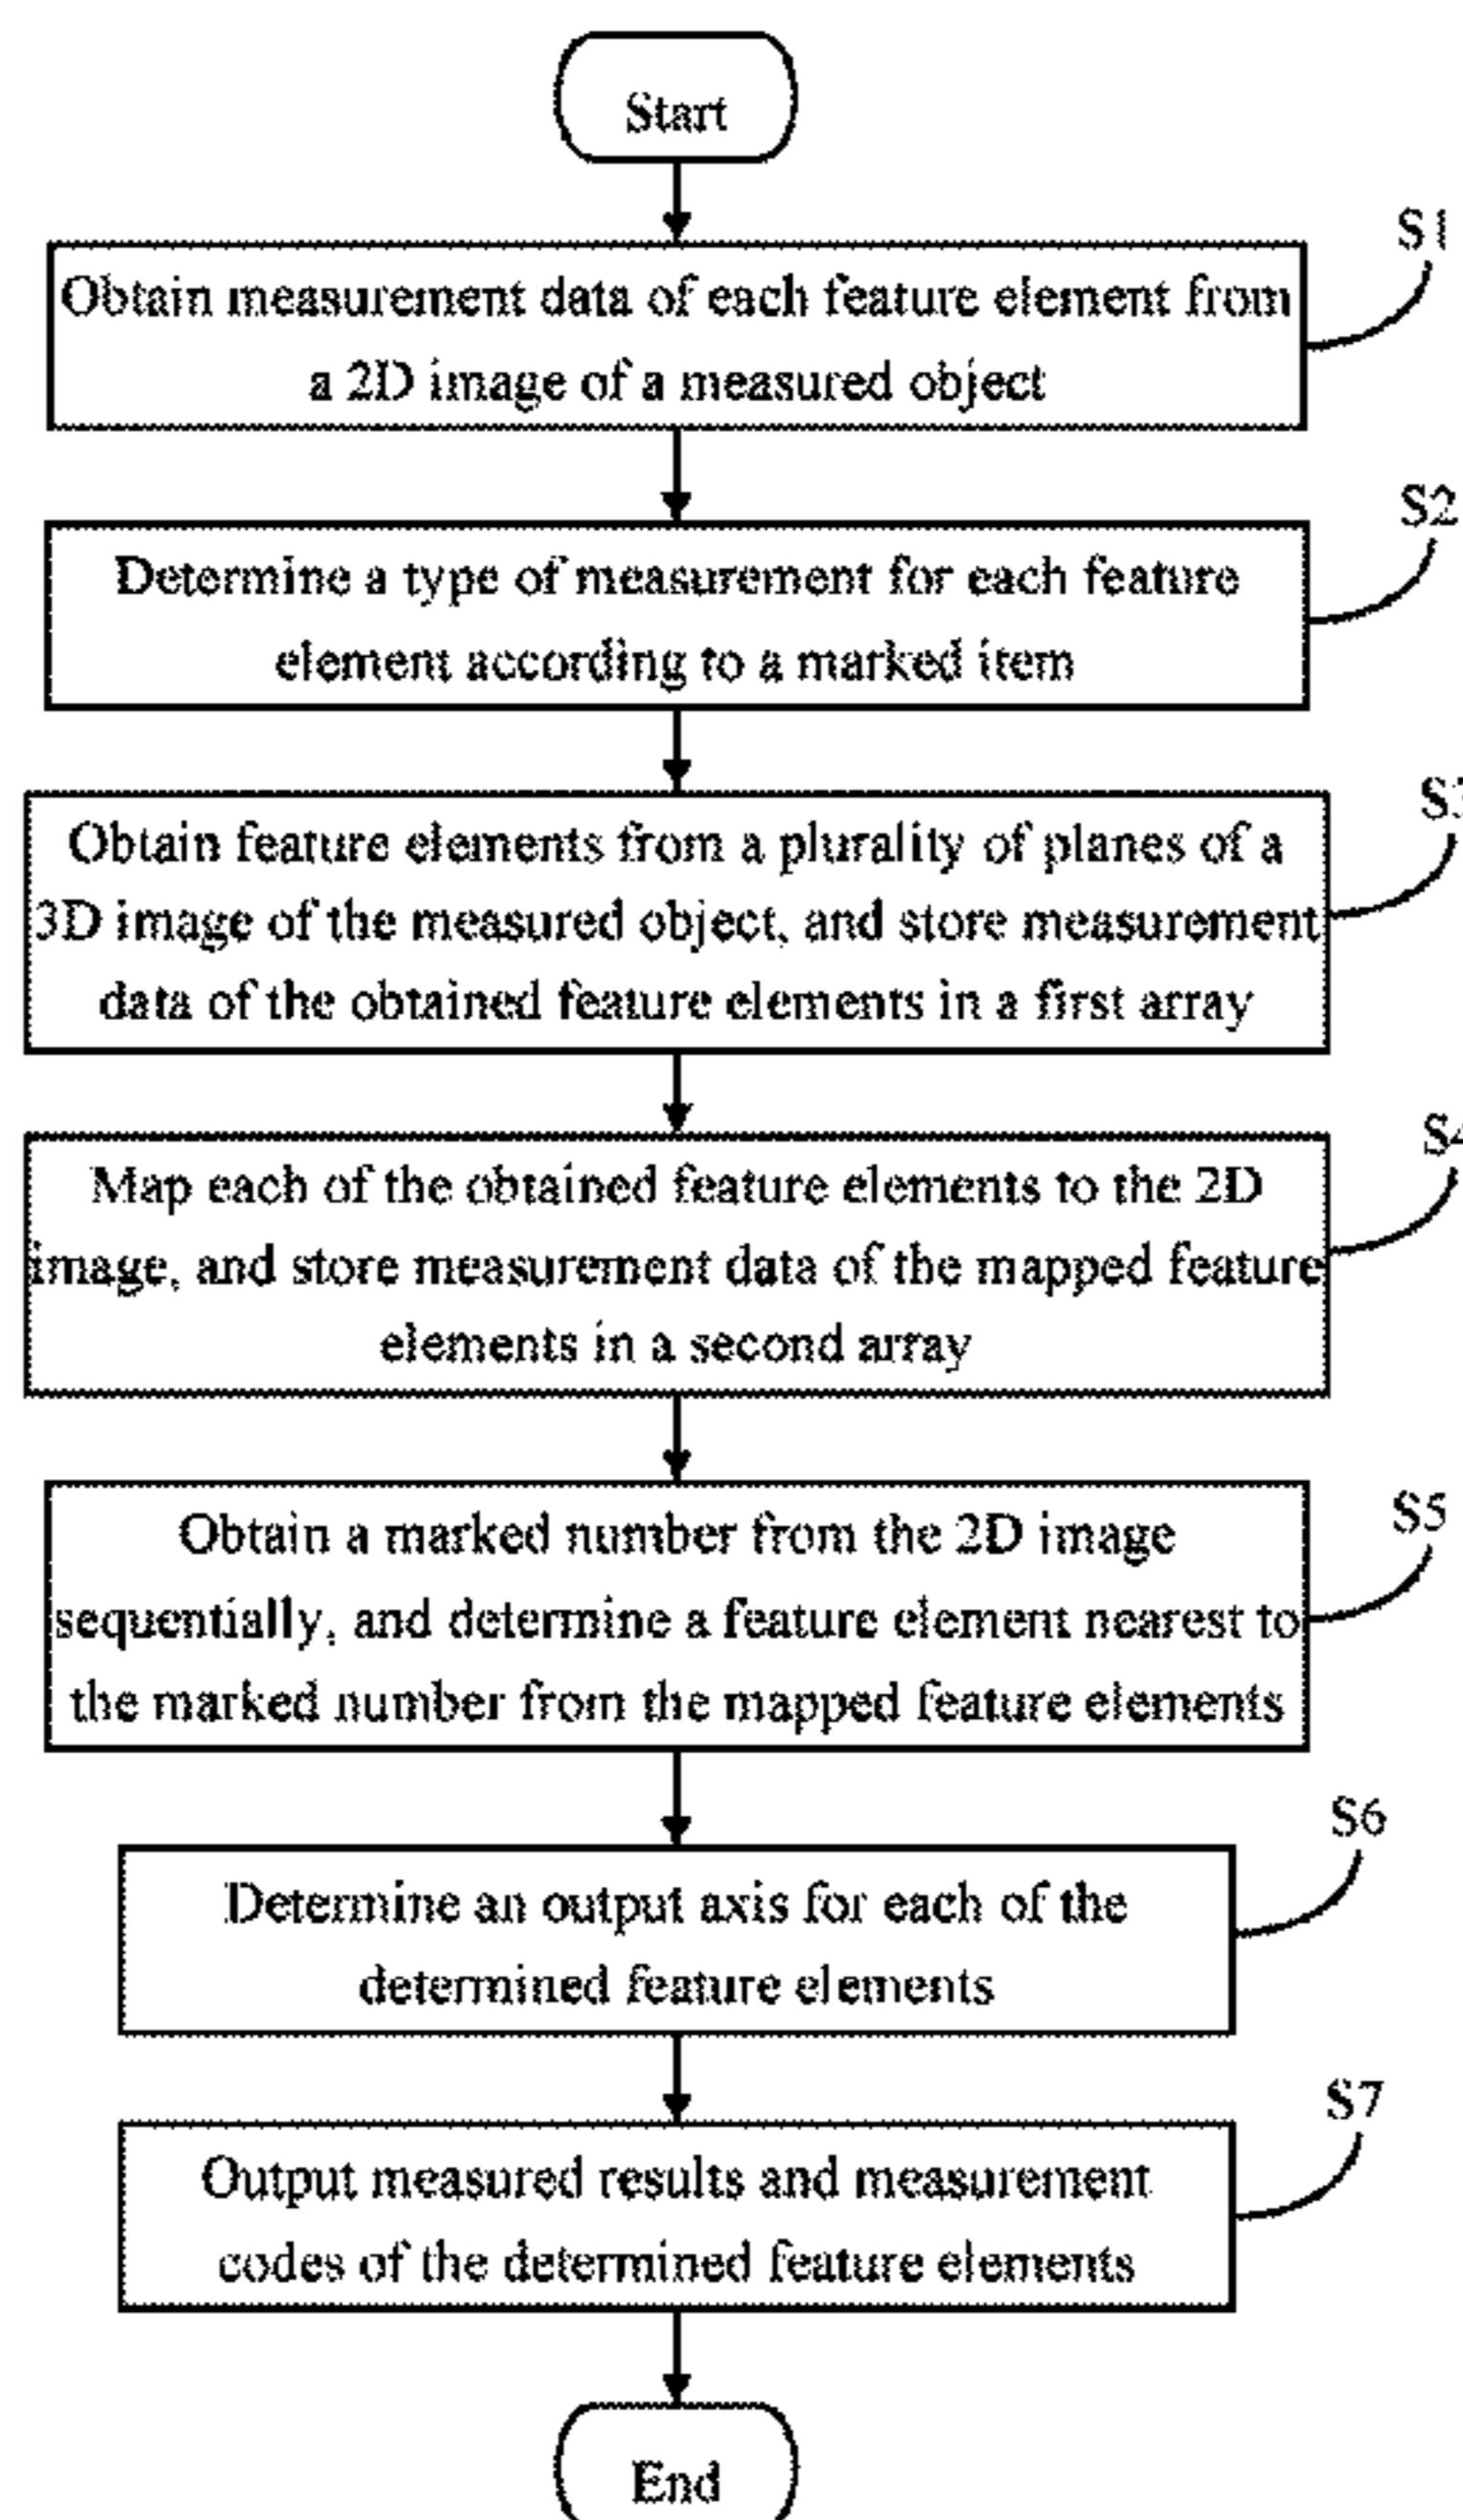 Start
S1
Obtain measurement data of each feature element from
a 2D image of a measured object
S2
Determine a type of measurement for each feature
element according to a marked item
S3
Obtain feature elements from a plurality of planes of a
3D image of the measured object, and store measurement
data of the obtained feature elements in a first array
S4
Map each of the obtained feature elements to the 2D
image, and store measurement data of the mapped feature
elements in a second array
S5
Obtain a marked number from the 2D image
sequentially, and determine a feature element nearest to
the marked number from the mapped feature elements
S6
Determine an output axis for each of the
determined feature elements
S7
Output measured results and measurement
codes of the determined feature elements
End